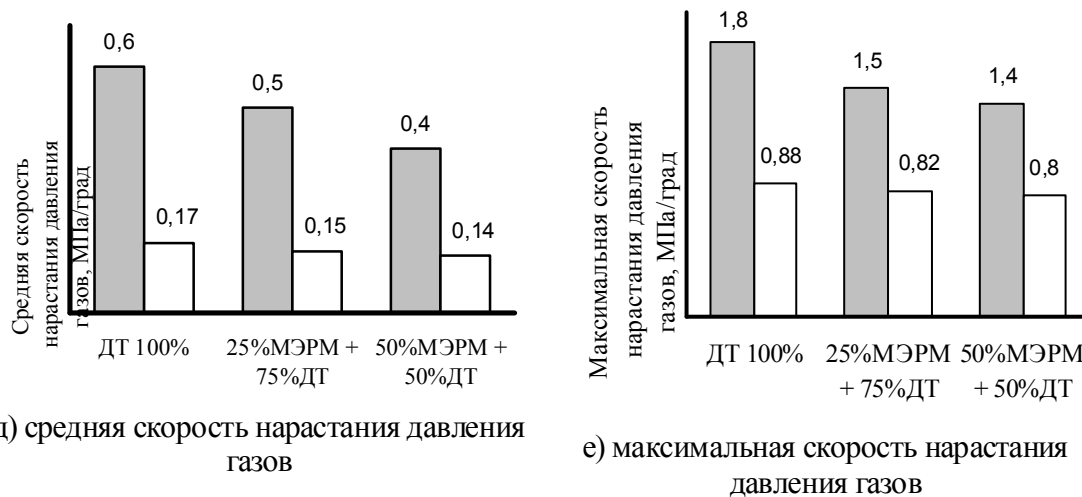 Средняя скорость
нарастания давления
газов, МПа/град
0,6
0,17
0,5
0,15
0,4
0,14
ДТ 100%
25%МЭРМ +
75%ДТ
50%МЭРМ +
50%ДТ
д) средняя скорость нарастания давления
газов
Максимальная скорость
нарастания давления
газов, МПа/град
1,8
0,88
1,5
0,82
1,4
0,8
ДТ 100%
25%МЭРМ
+ 75%ДТ
50%МЭРМ
+ 50%ДТ
е) максимальная скорость нарастания
давления газов